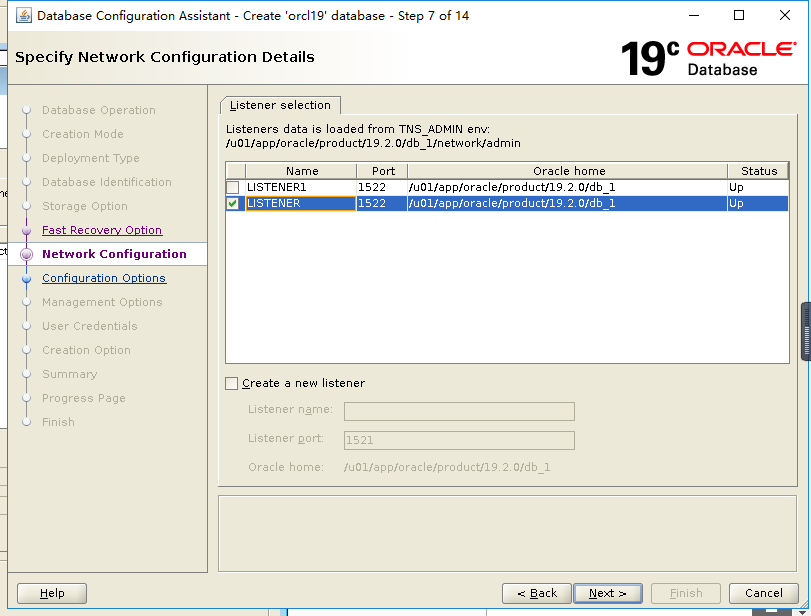 Database Configuration Assistant - Create 'orcl19' database - Step 7 of 14
Specify Network Configuration Details
19c ORACLE Database
Database Operation
Creation Mode
Deployment Type
Database Identification
Storage Option
Fast Recovery Option
Network Configuration
Configuration Options
Management Options
User Credentials
Creation Option
Summary
Progress Page
Finish
Listener selection
Listeners data is loaded from TNS_ADMIN env:
/u01/app/oracle/product/19.2.0/db_1/network/admin
Name Port Oracle home Status
LISTENER1 1522 /u01/app/oracle/product/19.2.0/db_1 Up
LISTENER 1522 /u01/app/oracle/product/19.2.0/db_1 Up
Create a new listener
Listener name:
Listener port: 1521
Oracle home: /u01/app/oracle/product/19.2.0/db_1
Help
< Back
Next >
Finish
Cancel